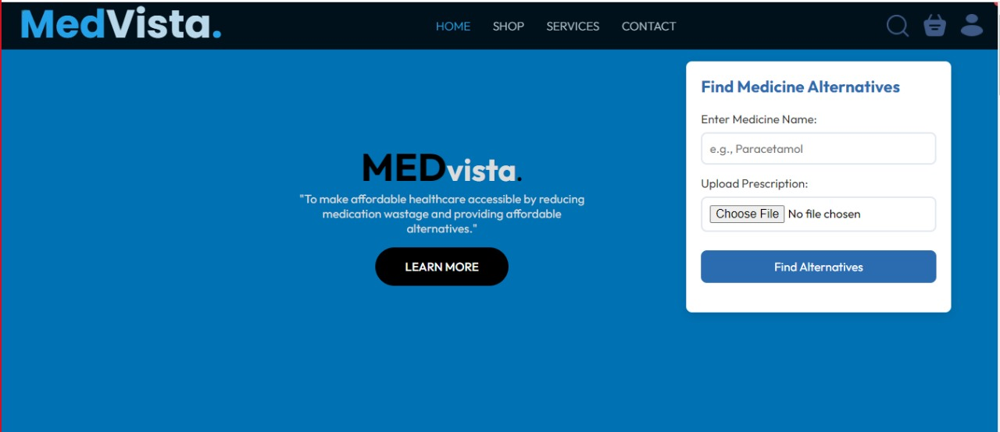 MedVista.
HOME SHOP SERVICES CONTACT
MEDvista.
"To make affordable healthcare accessible by reducing
medication wastage and providing affordable
alternatives."
LEARN MORE
Find Medicine Alternatives
Enter Medicine Name:
e.g., Paracetamol
Upload Prescription:
Choose File No file chosen
Find Alternatives